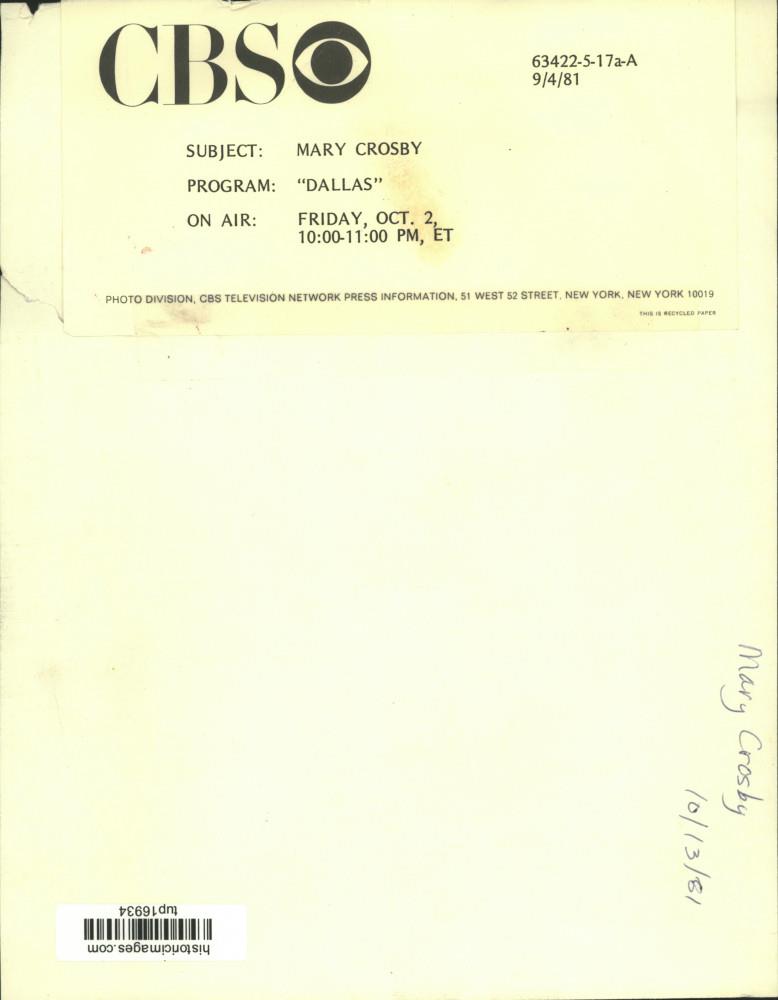 CBS
63422-5-17a-A
9/4/81
SUBJECT: MARY CROSBY
PROGRAM: "DALLAS"
ON AIR: FRIDAY, OCT. 2,
10:00-11:00 PM, ET
PHOTO DIVISION, CBS TELEVISION NETWORK PRESS INFORMATION, 51 WEST 52 STREET, NEW YORK, NEW YORK 10019
THIS IS RECYCLED PAPER
Mary Crosby
10/13/81
historicimages.com
tup16934